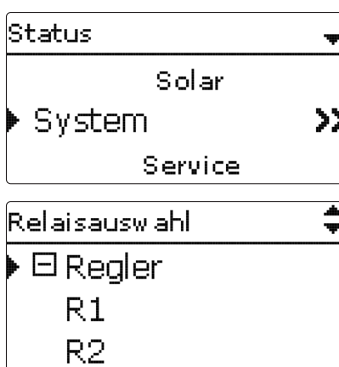 Status
Solar
System
Service
Relaisauswahl
Regler
R1
R2